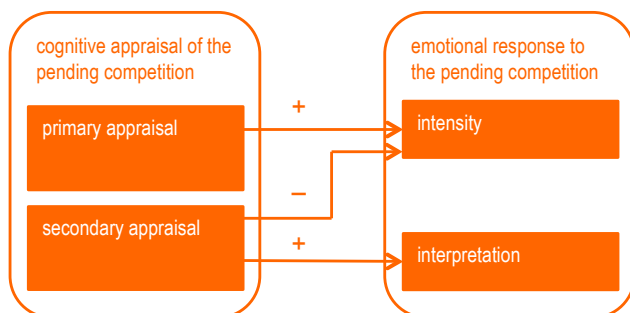 cognitive appraisal of the
pending competition
emotional response to
the pending competition
+
primary appraisal
intensity
–
secondary appraisal
+
interpretation